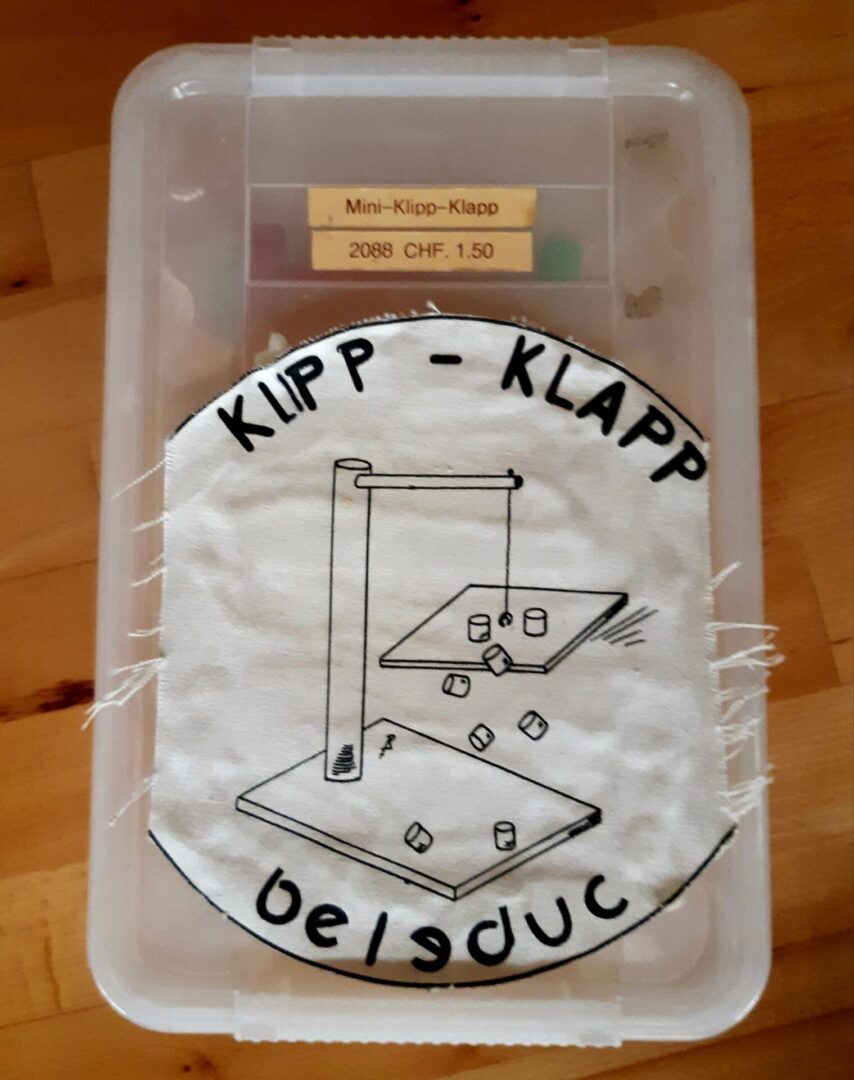 Mini-Klipp-Klapp
2088 CHF. 1.50
KLIPP - KLAPP
beleduc